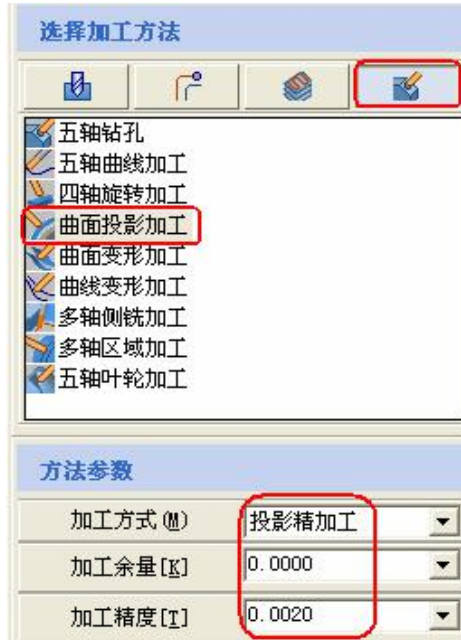 选择加工方法
五轴钻孔
五轴曲线加工
四轴旋转加工
曲面投影加工
曲面变形加工
曲线变形加工
多轴侧铣加工
多轴区域加工
五轴叶轮加工
方法参数
加工方式(M) 投影精加工
加工余量[K] 0.0000
加工精度[T] 0.0020